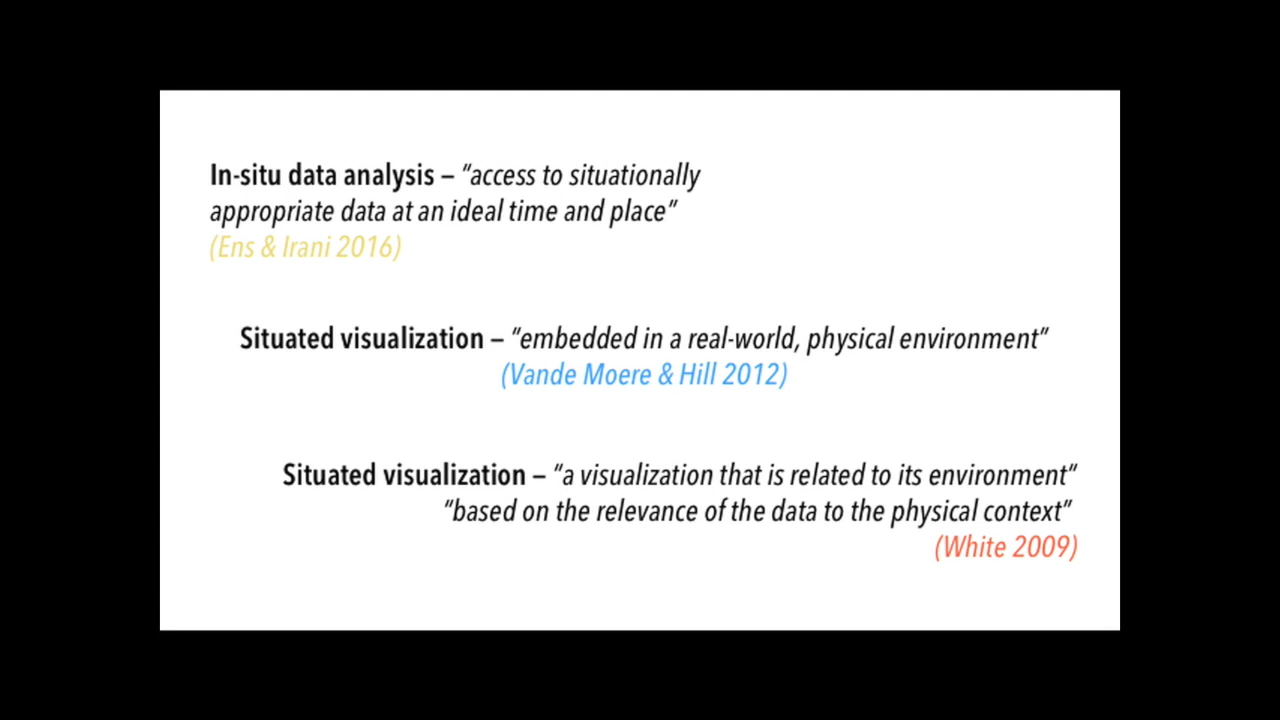 In-situ data analysis – “access to situationally
appropriate data at an ideal time and place”
(Ens & Irani 2016)
Situated visualization – “embedded in a real-world, physical environment”
(Vande Moere & Hill 2012)
Situated visualization – “a visualization that is related to its environment“
“based on the relevance of the data to the physical context”
(White 2009)